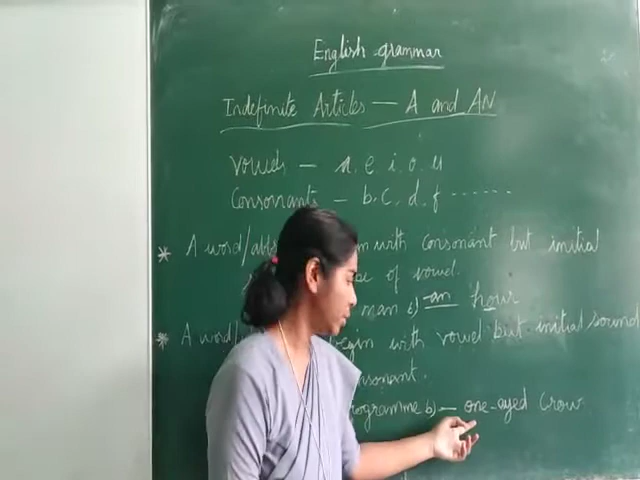 English grammar
Indefinite Articles — A and AN
Vowels — a. e. i. o. u
Consonants — b. c. d. f ......
* A word/abb with consonant but initial
of vowel.
man c) an hour
* A word/ begin with vowel but initial sound
consonant.
programme b) — one-eyed crow